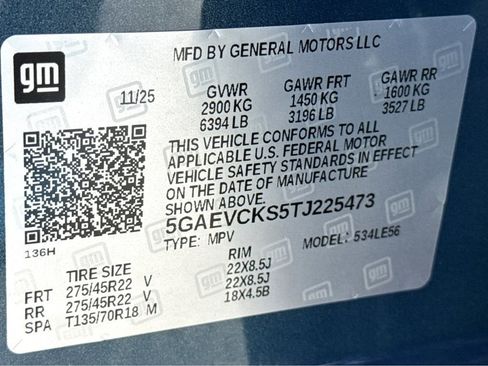 gm
MFD BY GENERAL MOTORS LLC
11/25 GVWR GAWR FRT GAWR RR
2900 KG 1450 KG 1600 KG
6394 LB 3196 LB 3527 LB
THIS VEHICLE CONFORMS TO ALL
APPLICABLE U.S. FEDERAL MOTOR
VEHICLE SAFETY STANDARDS IN EFFECT
ON THE DATE OF MANUFACTURE
SHOWN ABOVE.
5GAEVCKS5TJ225473
136H
TYPE: MPV MODEL: 534LE56
TIRE SIZE RIM
FRT 275/45R22 V 22X8.5J
RR 275/45R22 V 22X8.5J
SPA T135/70R18 M 18X4.5B